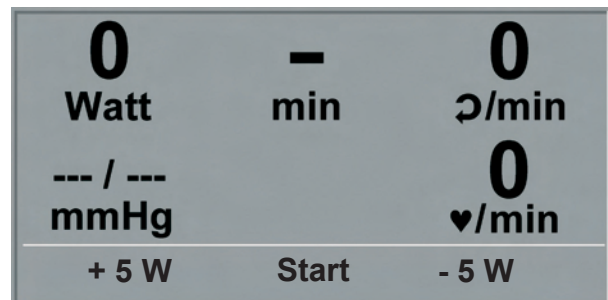 0 – 0
Watt min ⊃/min
--- / --- 0
mmHg ♥/min
+ 5 W Start - 5 W